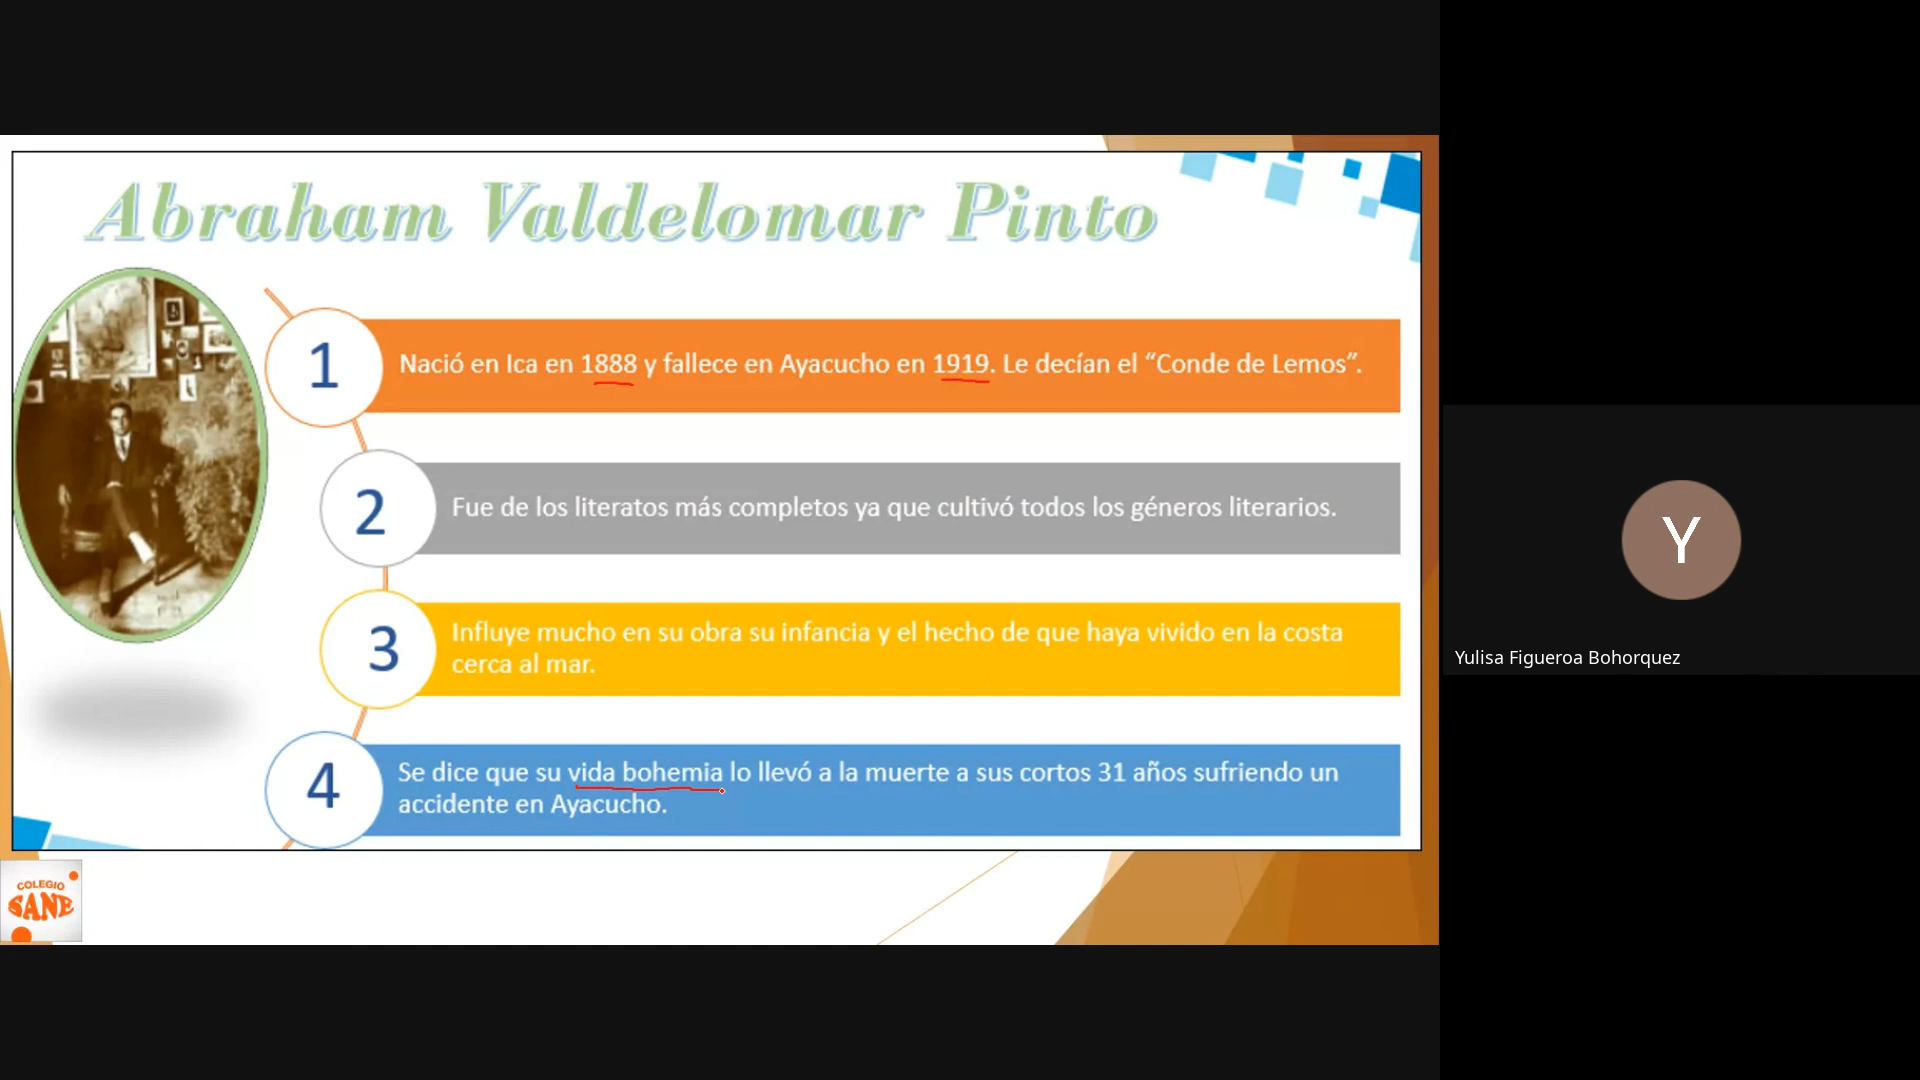 Abraham Valdelomar Pinto
1
Nació en Ica en 1888 y fallece en Ayacucho en 1919. Le decían el “Conde de Lemos”.
2
Fue de los literatos más completos ya que cultivó todos los géneros literarios.
3
Influye mucho en su obra su infancia y el hecho de que haya vivido en la costa
cerca al mar.
4
Se dice que su vida bohemia lo llevó a la muerte a sus cortos 31 años sufriendo un
accidente en Ayacucho.
COLEGIO
SANE
Y
Yulisa Figueroa Bohorquez